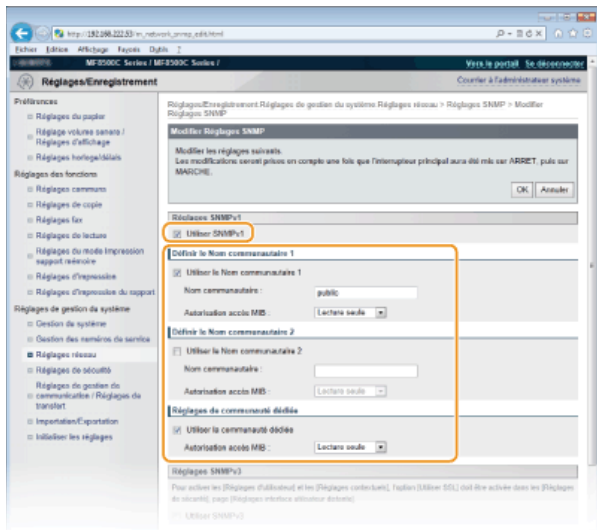 http://192.168.222.53/m_network_snmp_edit.html
Fichier Edition Affichage Favoris Outils ?
MF8500C Series / MF8500C Series /
Vers le portail Se déconnecter
Réglages/Enregistrement
Courrier à l'administrateur système
Préférences
Réglages du papier
Réglage volume sonore /
Réglages d'affichage
Réglages horloge/délais
Réglages des fonctions
Réglages communs
Réglages de copie
Réglages fax
Réglages de lecture
Réglages du mode Impression
support mémoire
Réglages d'impression
Réglages d'impression du rapport
Réglages de gestion du système
Gestion du système
Gestion des numéros de service
Réglages réseau
Réglages de sécurité
Réglages de gestion de
communication / Réglages de
transfert
Importation/Exportation
Initialiser les réglages
Réglages/Enregistrement:Réglages de gestion du système:Réglages réseau > Réglages SNMP > Modifier
Réglages SNMP
Modifier Réglages SNMP
Modifier les réglages suivants.
Les modifications seront prises en compte une fois que l'interrupteur principal aura été mis sur ARRET, puis sur
MARCHE.
OK Annuler
Réglages SNMPv1
Utiliser SNMPv1
Définir le Nom communautaire 1
Utiliser le Nom communautaire 1
Nom communautaire : public
Autorisation accès MIB : Lecture seule
Définir le Nom communautaire 2
Utiliser le Nom communautaire 2
Nom communautaire :
Autorisation accès MIB : Lecture seule
Réglages de communauté dédiée
Utiliser la communauté dédiée
Autorisation accès MIB : Lecture seule
Réglages SNMPv3
Pour activer les [Réglages d'utilisateur] et les [Réglages contextuels], l'option [Utiliser SSL] doit être activée dans les [Réglages
de sécurité], page [Réglages interface utilisateur distante].
Utiliser SNMPv3